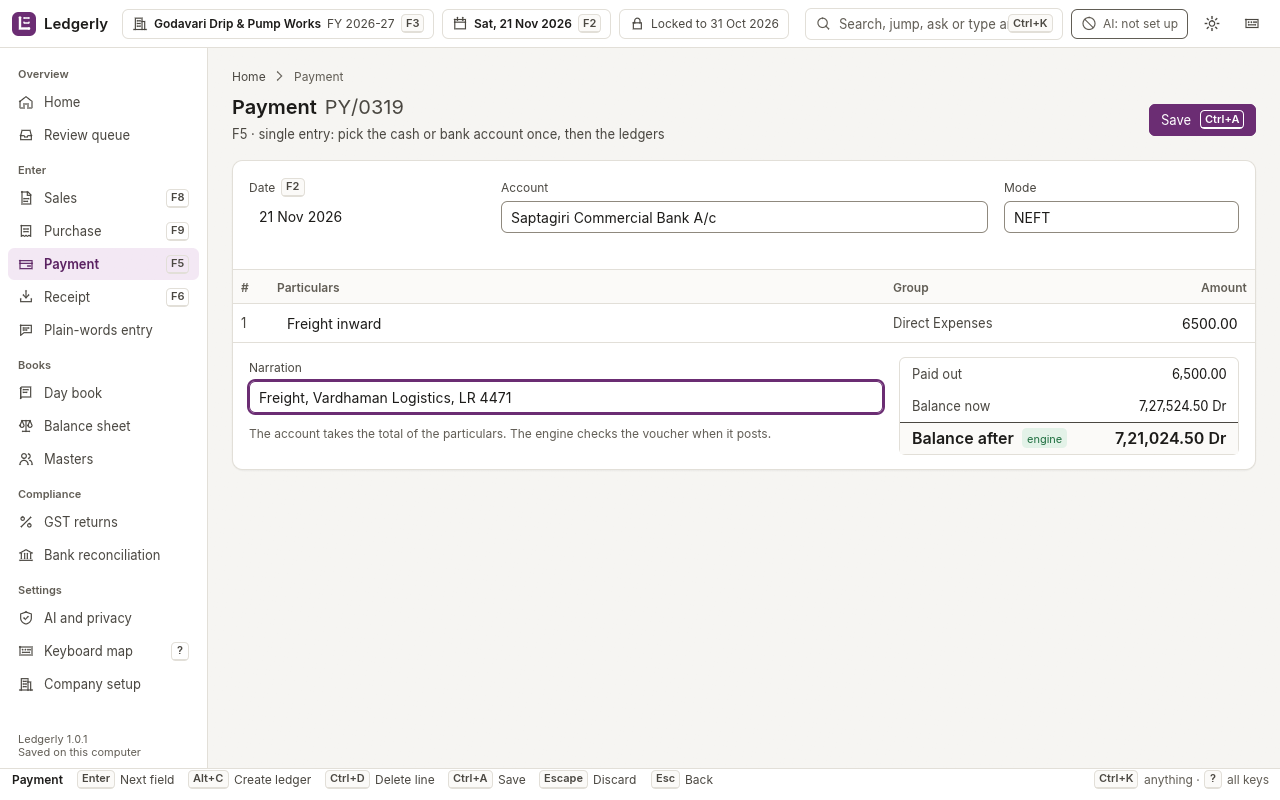 Ledgerly
Godavari Drip & Pump Works FY 2026-27 F3
Sat, 21 Nov 2026 F2
Locked to 31 Oct 2026
Search, jump, ask or type a Ctrl+K
AI: not set up
Overview
Home
Review queue
Enter
Sales F8
Purchase F9
Payment F5
Receipt F6
Plain-words entry
Books
Day book
Balance sheet
Masters
Compliance
GST returns
Bank reconciliation
Settings
AI and privacy
Keyboard map ?
Company setup
Ledgerly 1.0.1
Saved on this computer
Home > Payment
Payment PY/0319
F5 · single entry: pick the cash or bank account once, then the ledgers
Save Ctrl+A
Date F2 Account Mode
21 Nov 2026 Saptagiri Commercial Bank A/c NEFT
# Particulars Group Amount
1 Freight inward Direct Expenses 6500.00
Narration
Freight, Vardhaman Logistics, LR 4471
The account takes the total of the particulars. The engine checks the voucher when it posts.
Paid out 6,500.00
Balance now 7,27,524.50 Dr
Balance after engine 7,21,024.50 Dr
Payment Enter Next field Alt+C Create ledger Ctrl+D Delete line Ctrl+A Save Escape Discard Esc Back Ctrl+K anything · ? all keys